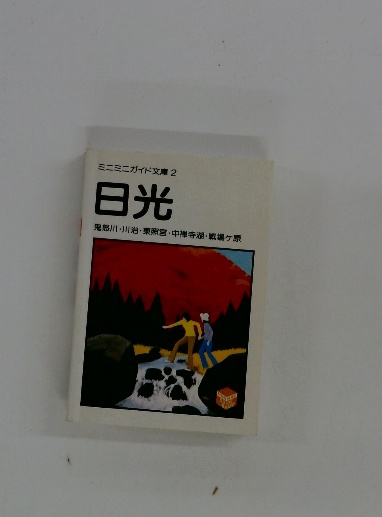 ミニミニガイド文庫 2
日光
鬼怒川・川治・東照宮・中禅寺湖・戦場ヶ原